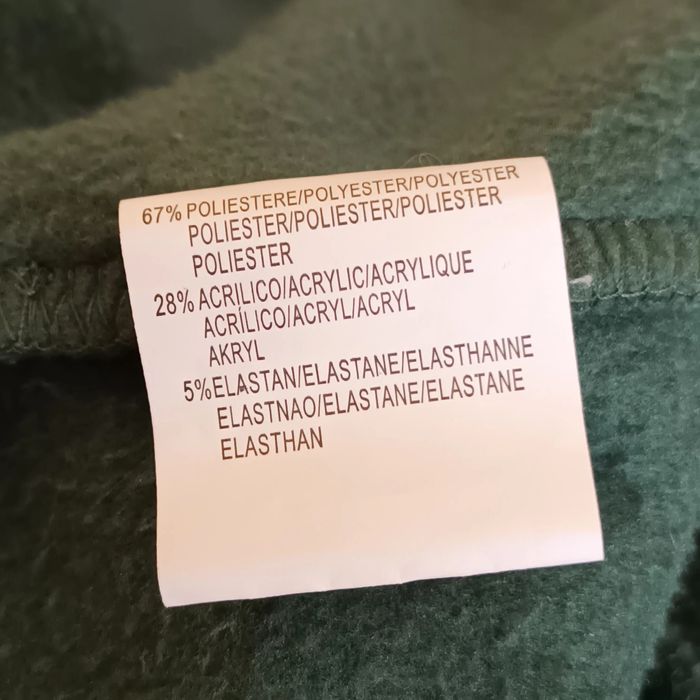 67% POLIESTERE/POLYESTER/POLYESTER
POLIESTER/POLIESTER/POLIESTER
POLIESTER
28% ACRILICO/ACRYLIC/ACRYLIQUE
ACRÍLICO/ACRYL/ACRYL
AKRYL
5%ELASTAN/ELASTANE/ELASTHANNE
ELASTNAO/ELASTANE/ELASTANE
ELASTHAN